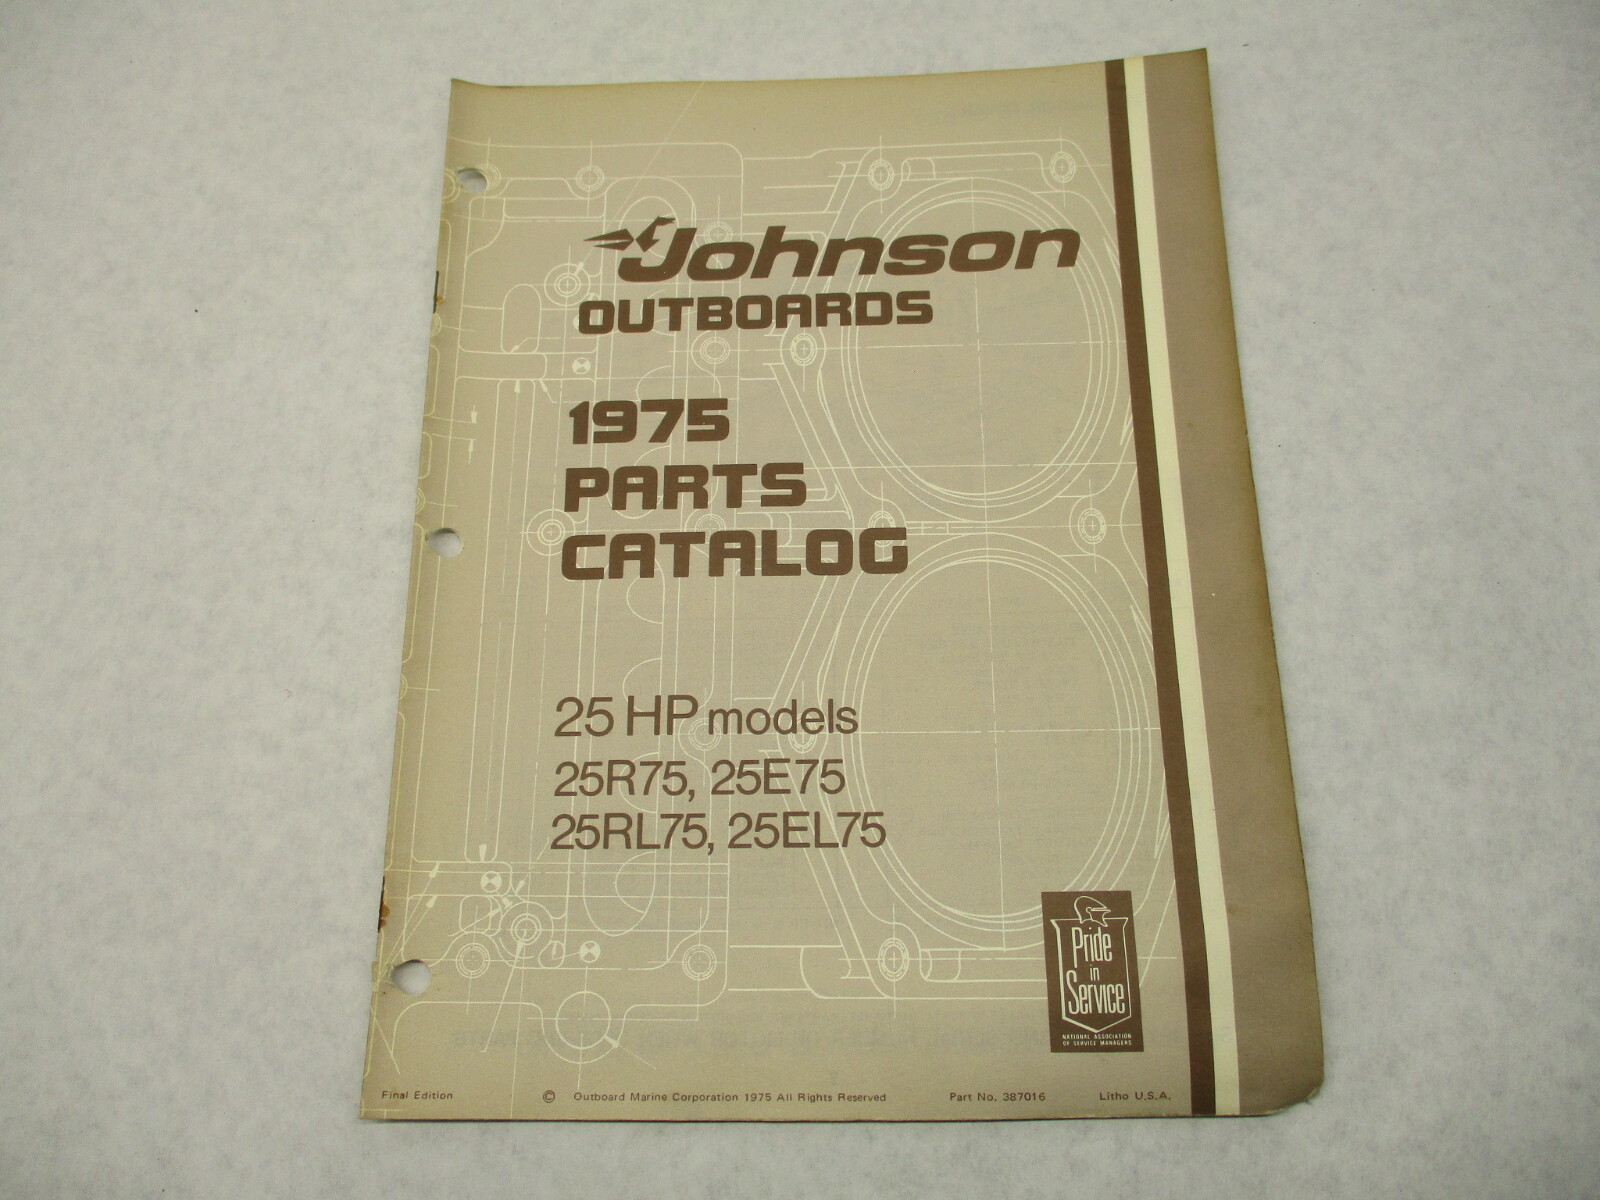 Johnson
OUTBOARDS
1975
PARTS
CATALOG
25 HP models
25R75, 25E75
25RL75, 25EL75
Pride
in
Service
NATIONAL ASSOCIATION
OF SERVICE MANAGERS
Final Edition © Outboard Marine Corporation 1975 All Rights Reserved Part No. 387016 Litho U.S.A.